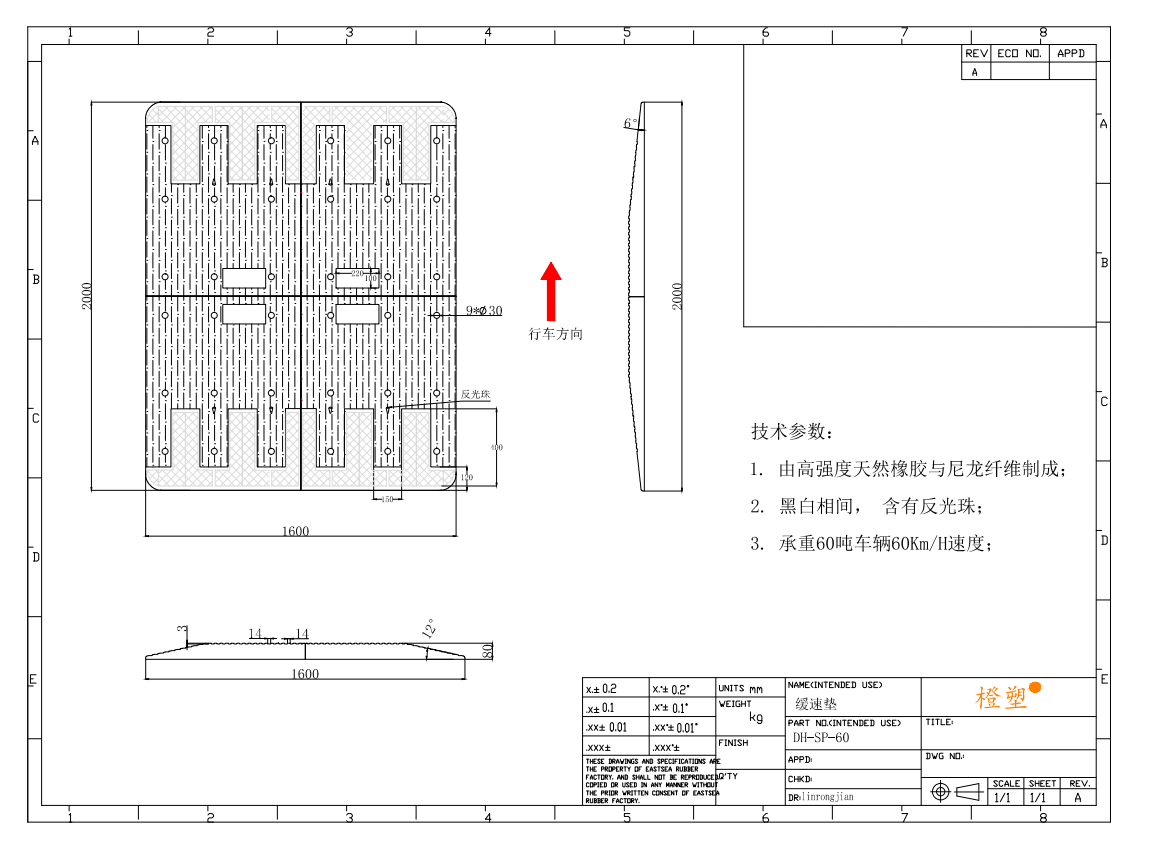 1 2 3 4 5 6 7 8
REV ECO NO. APPD
A
A A
6°
B B
220
100
2000
2000
9*Ø30
行车方向
反光珠
C C
400
120
150
1600
技术参数：
1. 由高强度天然橡胶与尼龙纤维制成；
2. 黑白相间， 含有反光珠；
3. 承重60吨车辆60Km/H速度；
D D
3
14 14
12°
80
1600
E E
X.± 0.2 X.°± 0.2°
.X± 0.1 .X°± 0.1°
.XX± 0.01 .XX°± 0.01°
.XXX± .XXX°±
THESE DRAWINGS AND SPECIFICATIONS ARE
THE PROPERTY OF EASTSEA RUBBER
FACTORY. AND SHALL NOT BE REPRODUCED
COPIED OR USED IN ANY MANNER WITHOUT
THE PRIOR WRITTEN CONSENT OF EASTSEA
RUBBER FACTORY.
UNITS mm
WEIGHT
kg
FINISH
Q'TY
NAME(INTENDED USE)
缓速垫
PART NO.(INTENDED USE)
DH-SP-60
APPD:
CHKD:
DR:linrongjian
橙塑
TITLE:
DWG NO.:
SCALE SHEET REV.
1/1 1/1 A
1 2 3 4 5 6 7 8